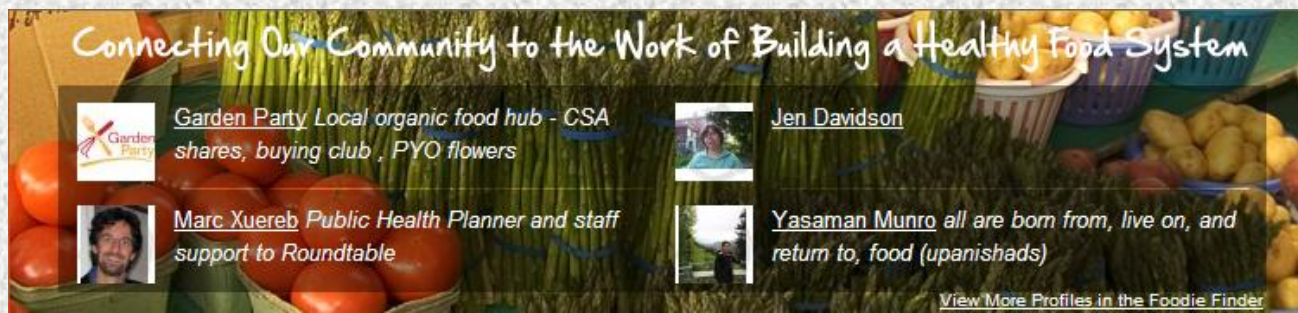 Connecting Our Community to the Work of Building a Healthy Food System
Garden Party
Garden Party Local organic food hub - CSA
shares, buying club , PYO flowers
Jen Davidson
Marc Xuereb Public Health Planner and staff
support to Roundtable
Yasaman Munro all are born from, live on, and
return to, food (upanishads)
View More Profiles in the Foodie Finder